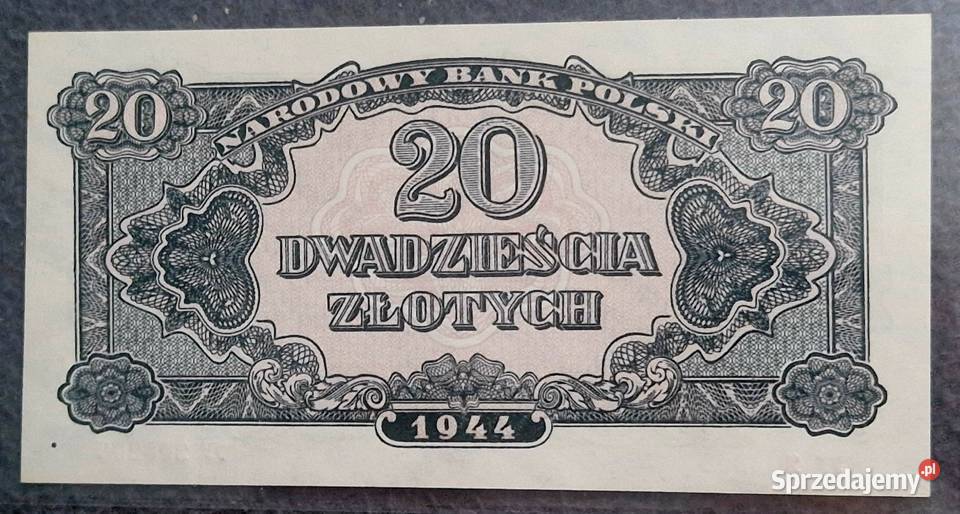 NARODOWY BANK POLSKI
20
20
20
DWADZIEŚCIA
ZŁOTYCH
1944
Sprzedajemy.pl